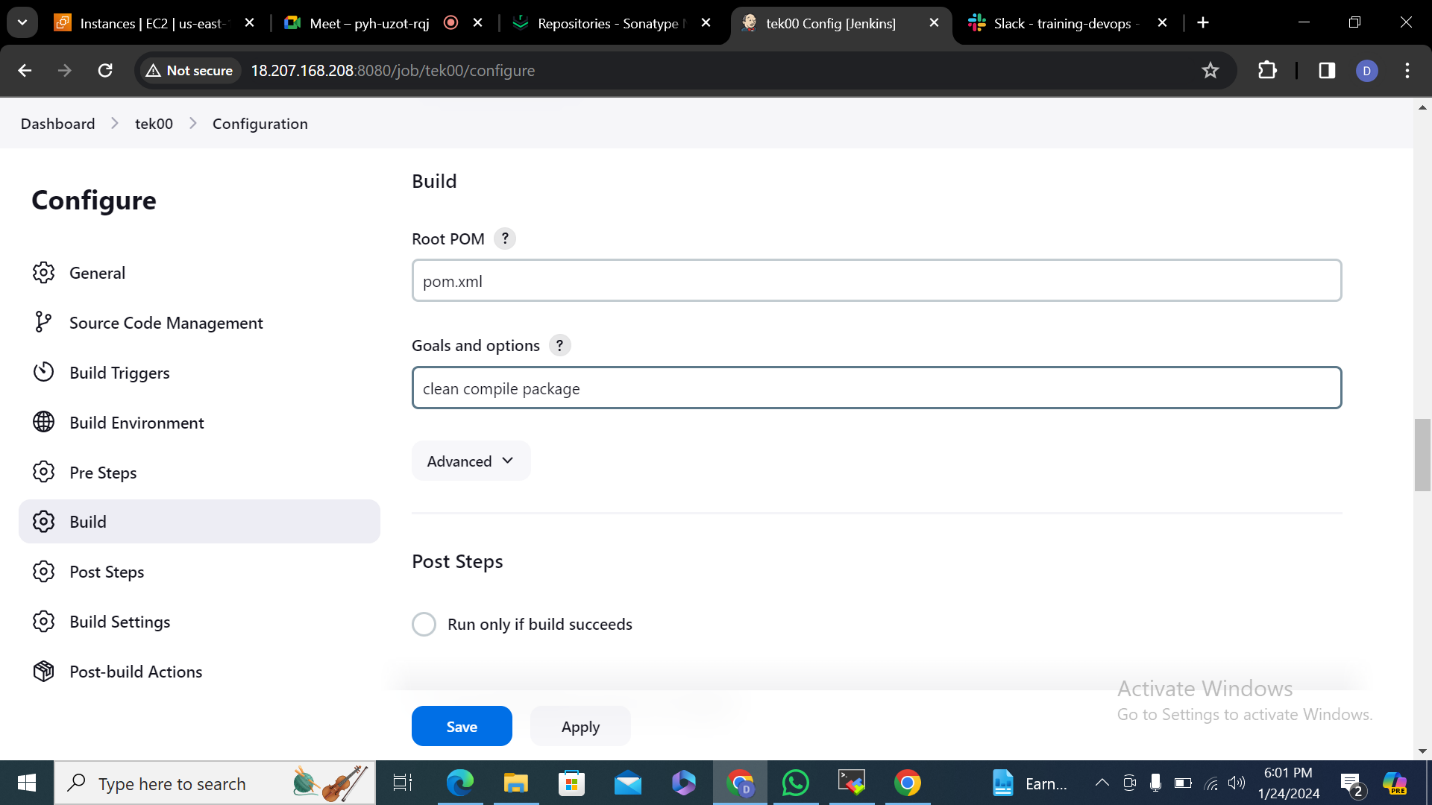 Instances | EC2 | us-east-
Meet – pyh-uzot-rqj
Repositories - Sonatype
tek00 Config [Jenkins]
Slack - training-devops -
Not secure
18.207.168.208:8080/job/tek00/configure
D
Dashboard > tek00 > Configuration
Configure
General
Source Code Management
Build Triggers
Build Environment
Pre Steps
Build
Post Steps
Build Settings
Post-build Actions
Build
Root POM ?
pom.xml
Goals and options ?
clean compile package
Advanced
Post Steps
Run only if build succeeds
Save
Apply
Activate Windows
Go to Settings to activate Windows.
Type here to search
D
Earn...
6:01 PM
1/24/2024
2
PRE